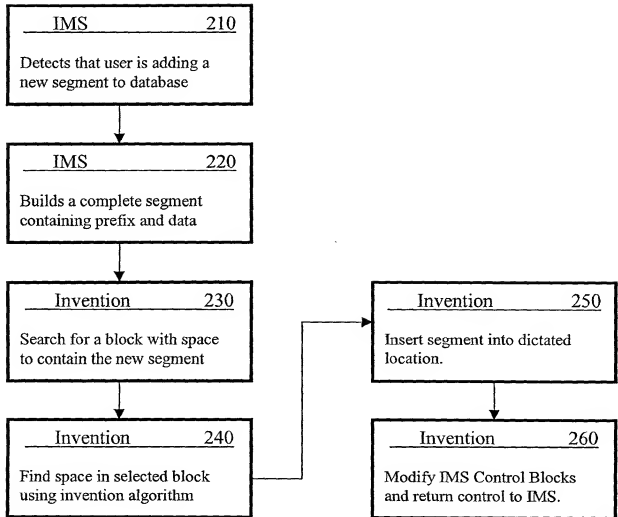 IMS 210
Detects that user is adding a
new segment to database
IMS 220
Builds a complete segment
containing prefix and data
Invention 230
Search for a block with space
to contain the new segment
Invention 240
Find space in selected block
using invention algorithm
Invention 250
Insert segment into dictated
location.
Invention 260
Modify IMS Control Blocks
and return control to IMS.